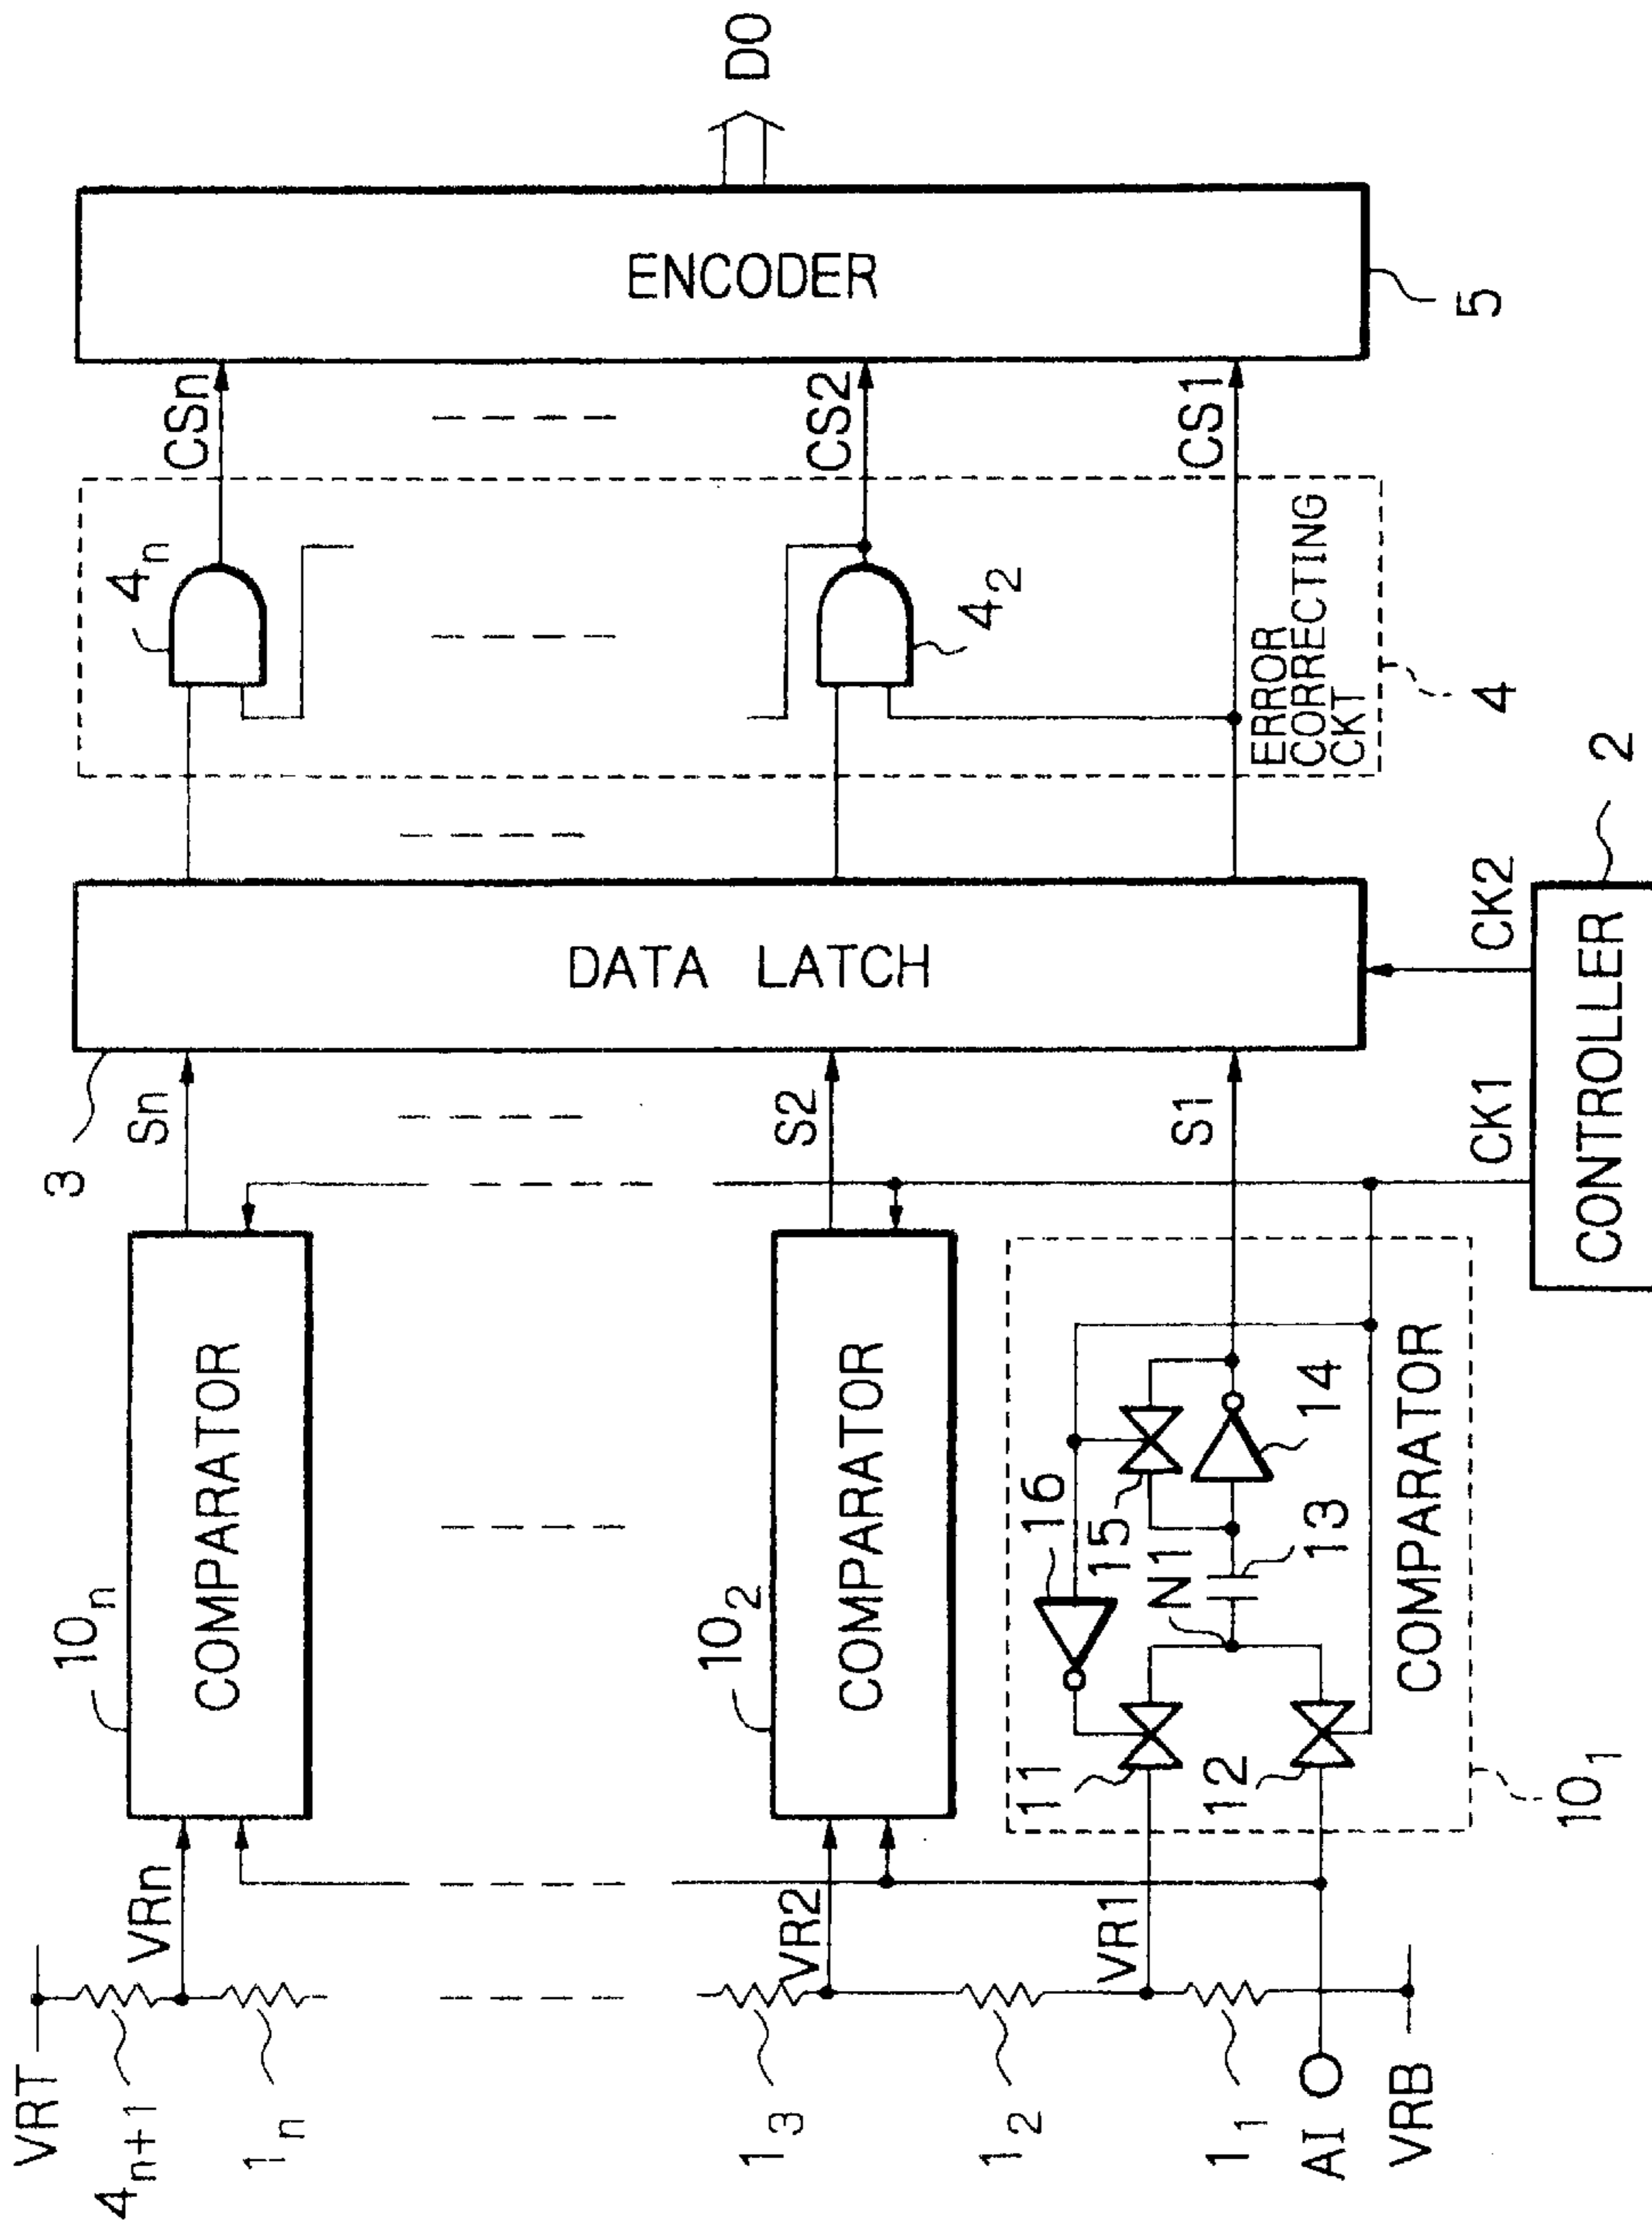 VRT
4n+1
1n
VRn
10n
COMPARATOR
Sn
3
DATA LATCH
4n
CSn
ENCODER
DO
13
VR2
102
COMPARATOR
S2
42
CS2
12
VR1
11
AI
VRB
11
12
16
15
N1
13
14
COMPARATOR
101
S1
CK1
CK2
CONTROLLER
2
ERROR
CORRECTING
CKT
4
CS1
5